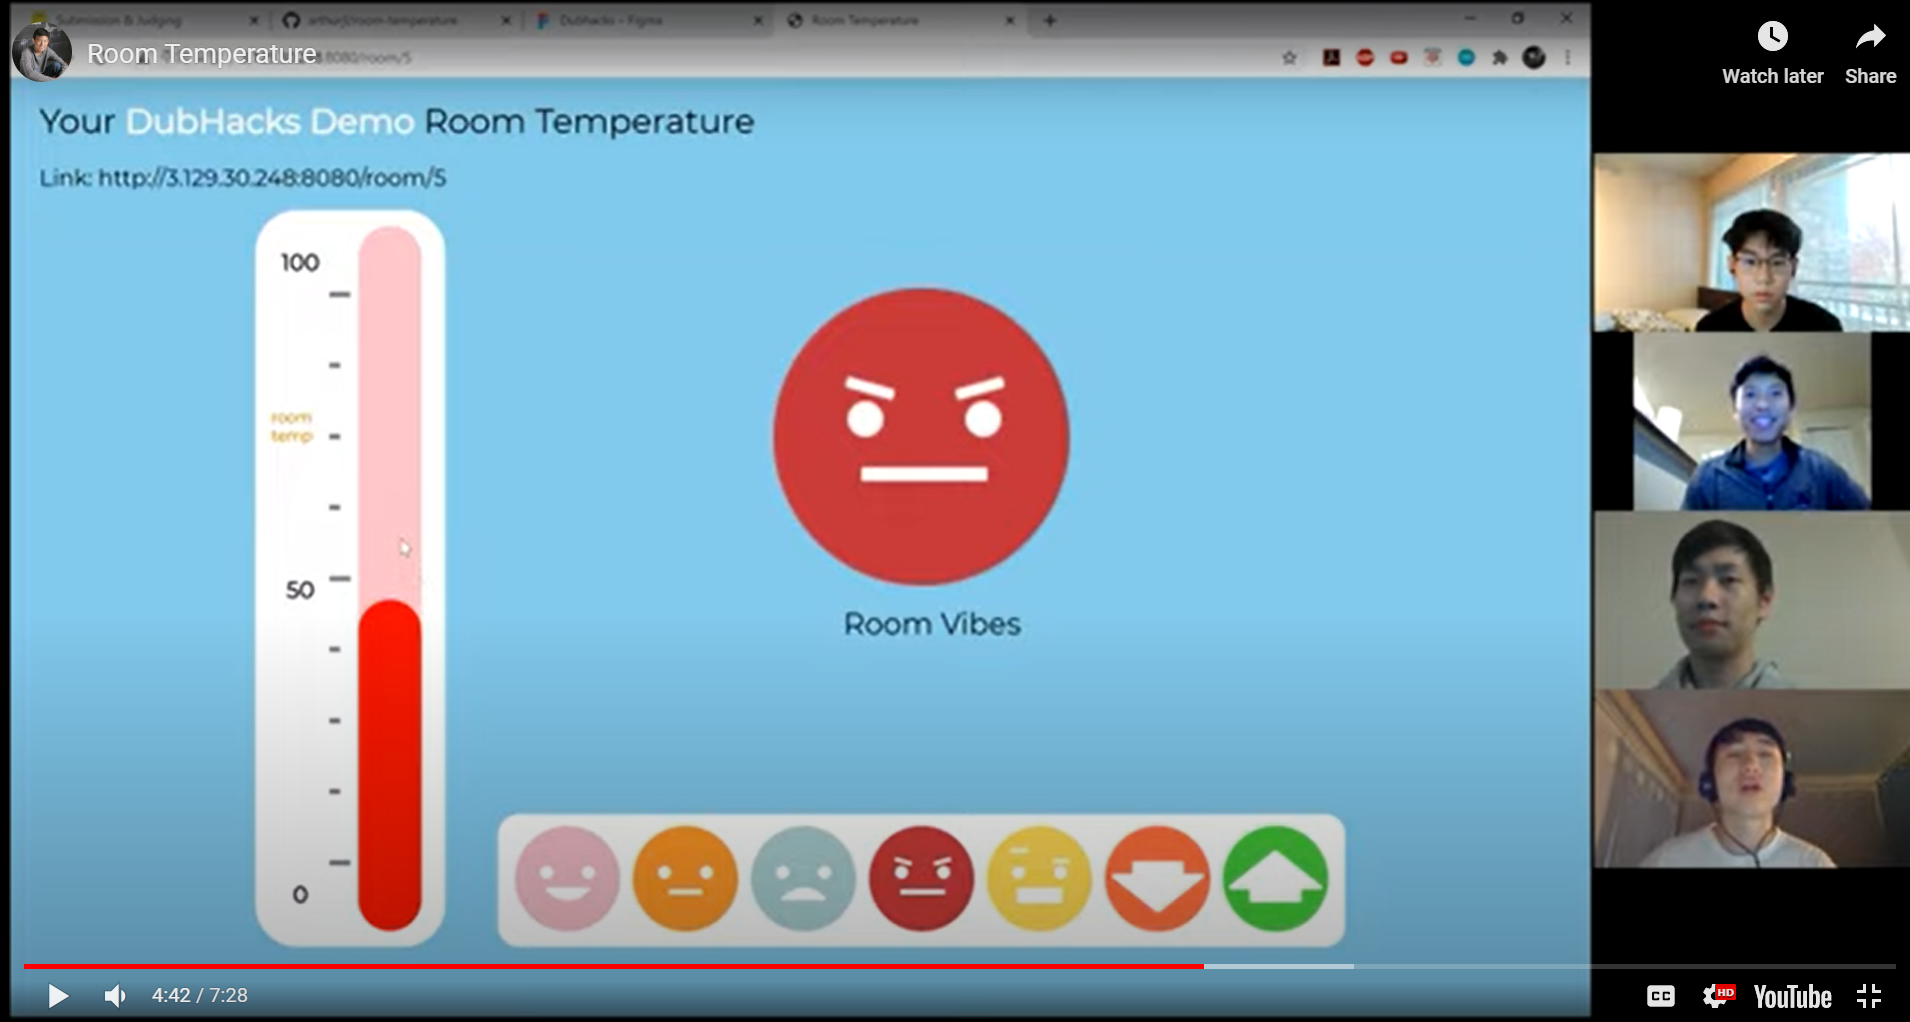 Submission & Judging
arthurjl/room-temperature
Dubhacks – Figma
Room Temperature
Room Temperature
:8080/room/5
Watch later
Share
Your DubHacks Demo Room Temperature
Link: http://3.129.30.248:8080/room/5
100
room
temp
50
0
Room Vibes
4:42 / 7:28
CC
HD
YouTube